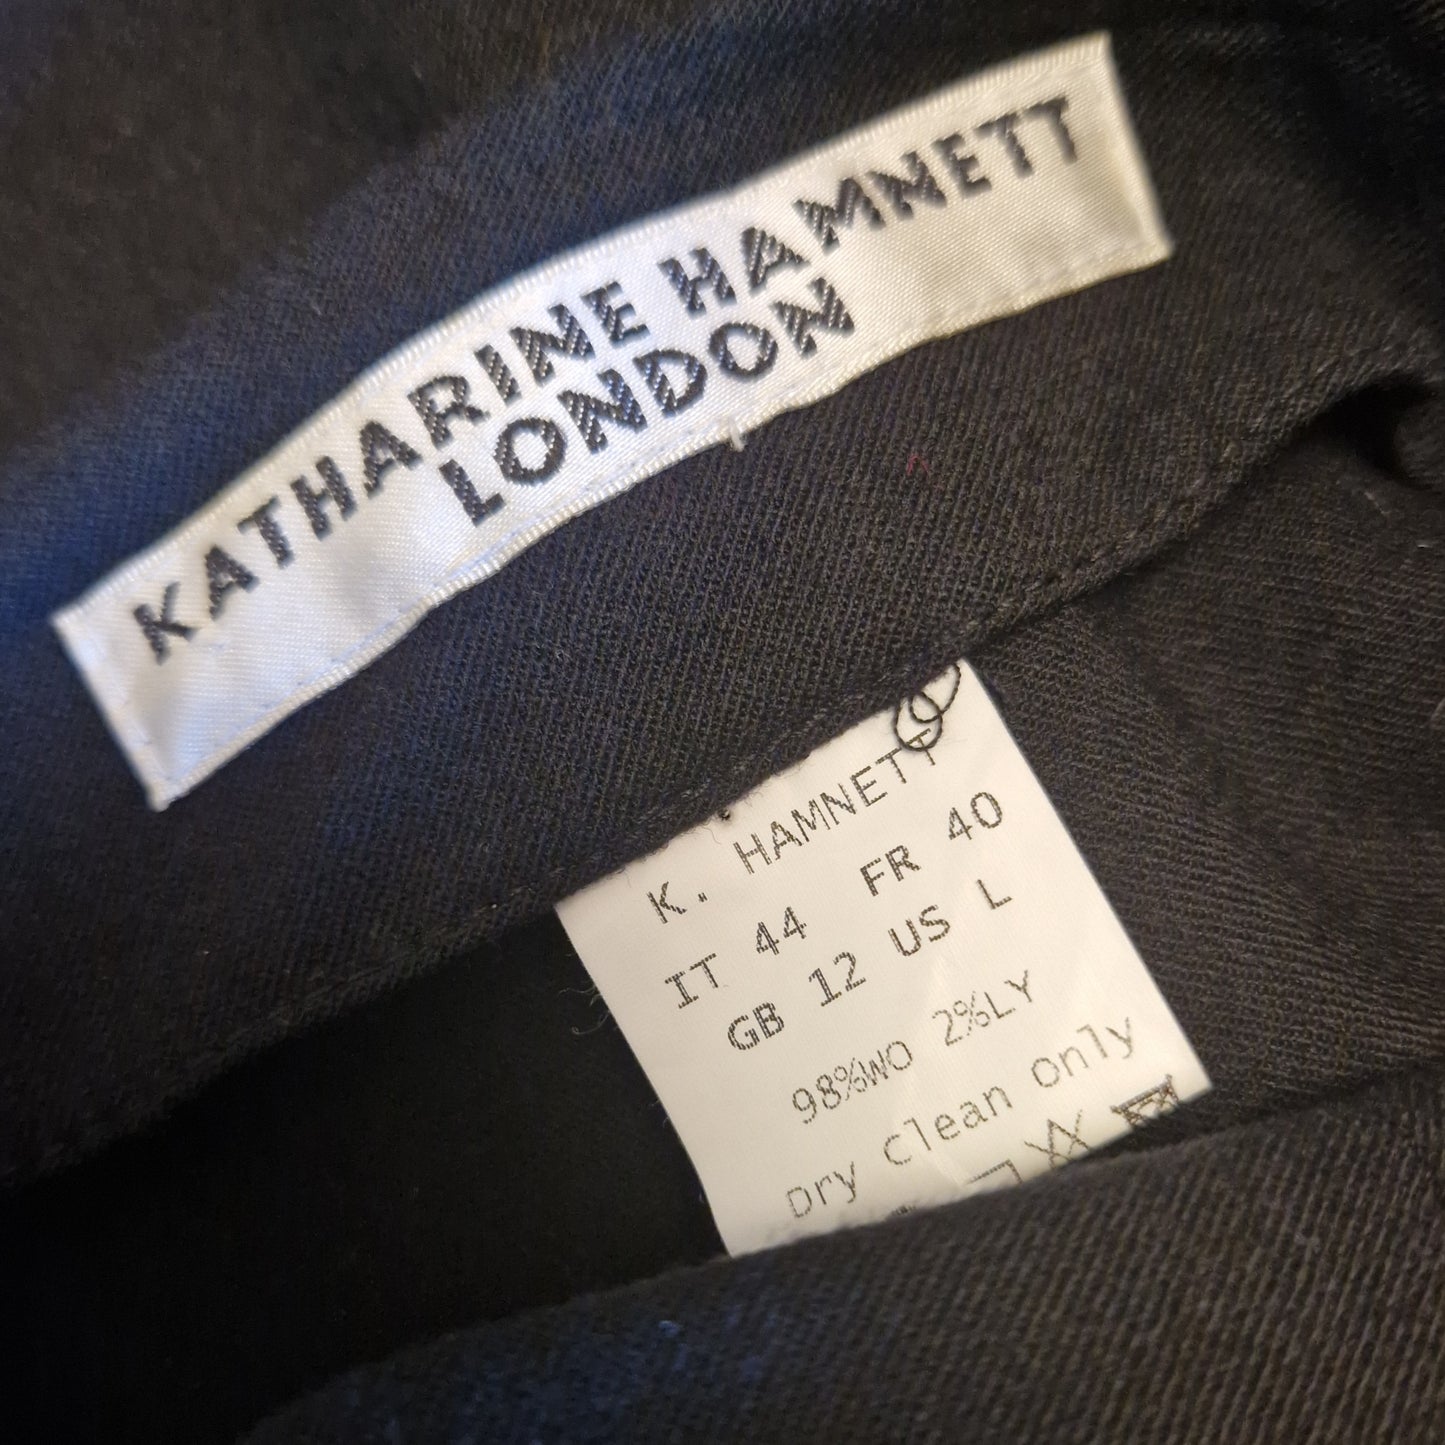 KATHARINE HAMNETT
LONDON
K. HAMNETT
IT 44 FR 40
GB 12 US L
98%WO 2%LY
Dry clean only